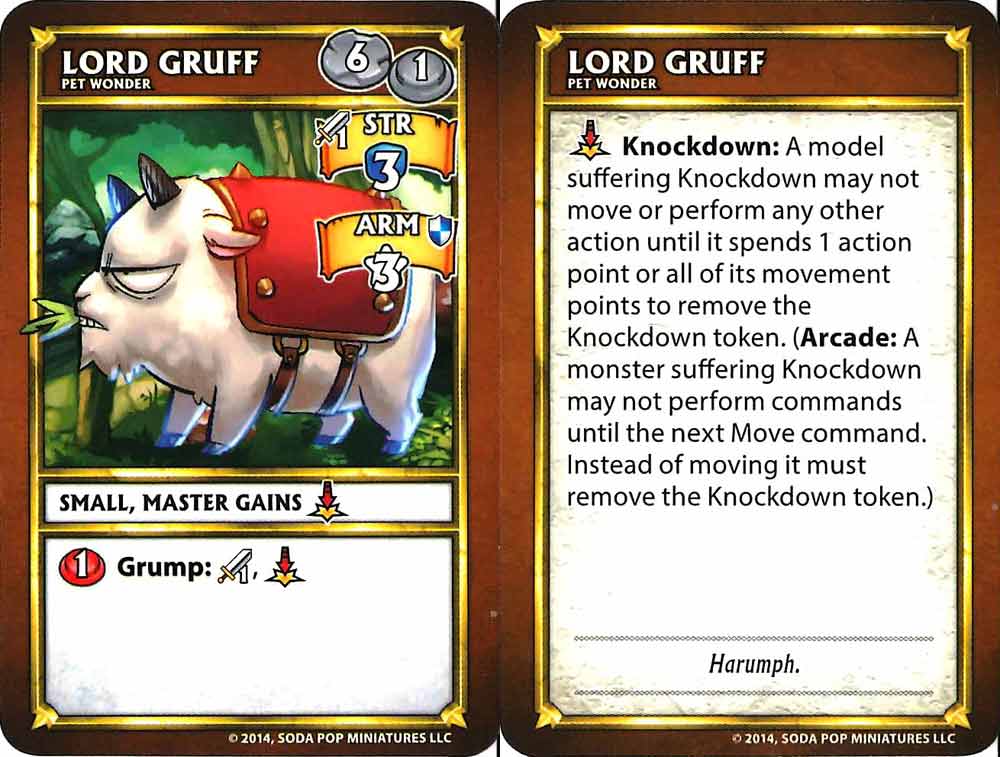 LORD GRUFF
PET WONDER
6
1
1
STR
3
ARM
3
SMALL, MASTER GAINS
1 Grump: 1,
© 2014, SODA POP MINIATURES LLC
LORD GRUFF
PET WONDER
Knockdown: A model
suffering Knockdown may not
move or perform any other
action until it spends 1 action
point or all of its movement
points to remove the
Knockdown token. (Arcade: A
monster suffering Knockdown
may not perform commands
until the next Move command.
Instead of moving it must
remove the Knockdown token.)
Harumph.
© 2014, SODA POP MINIATURES LLC